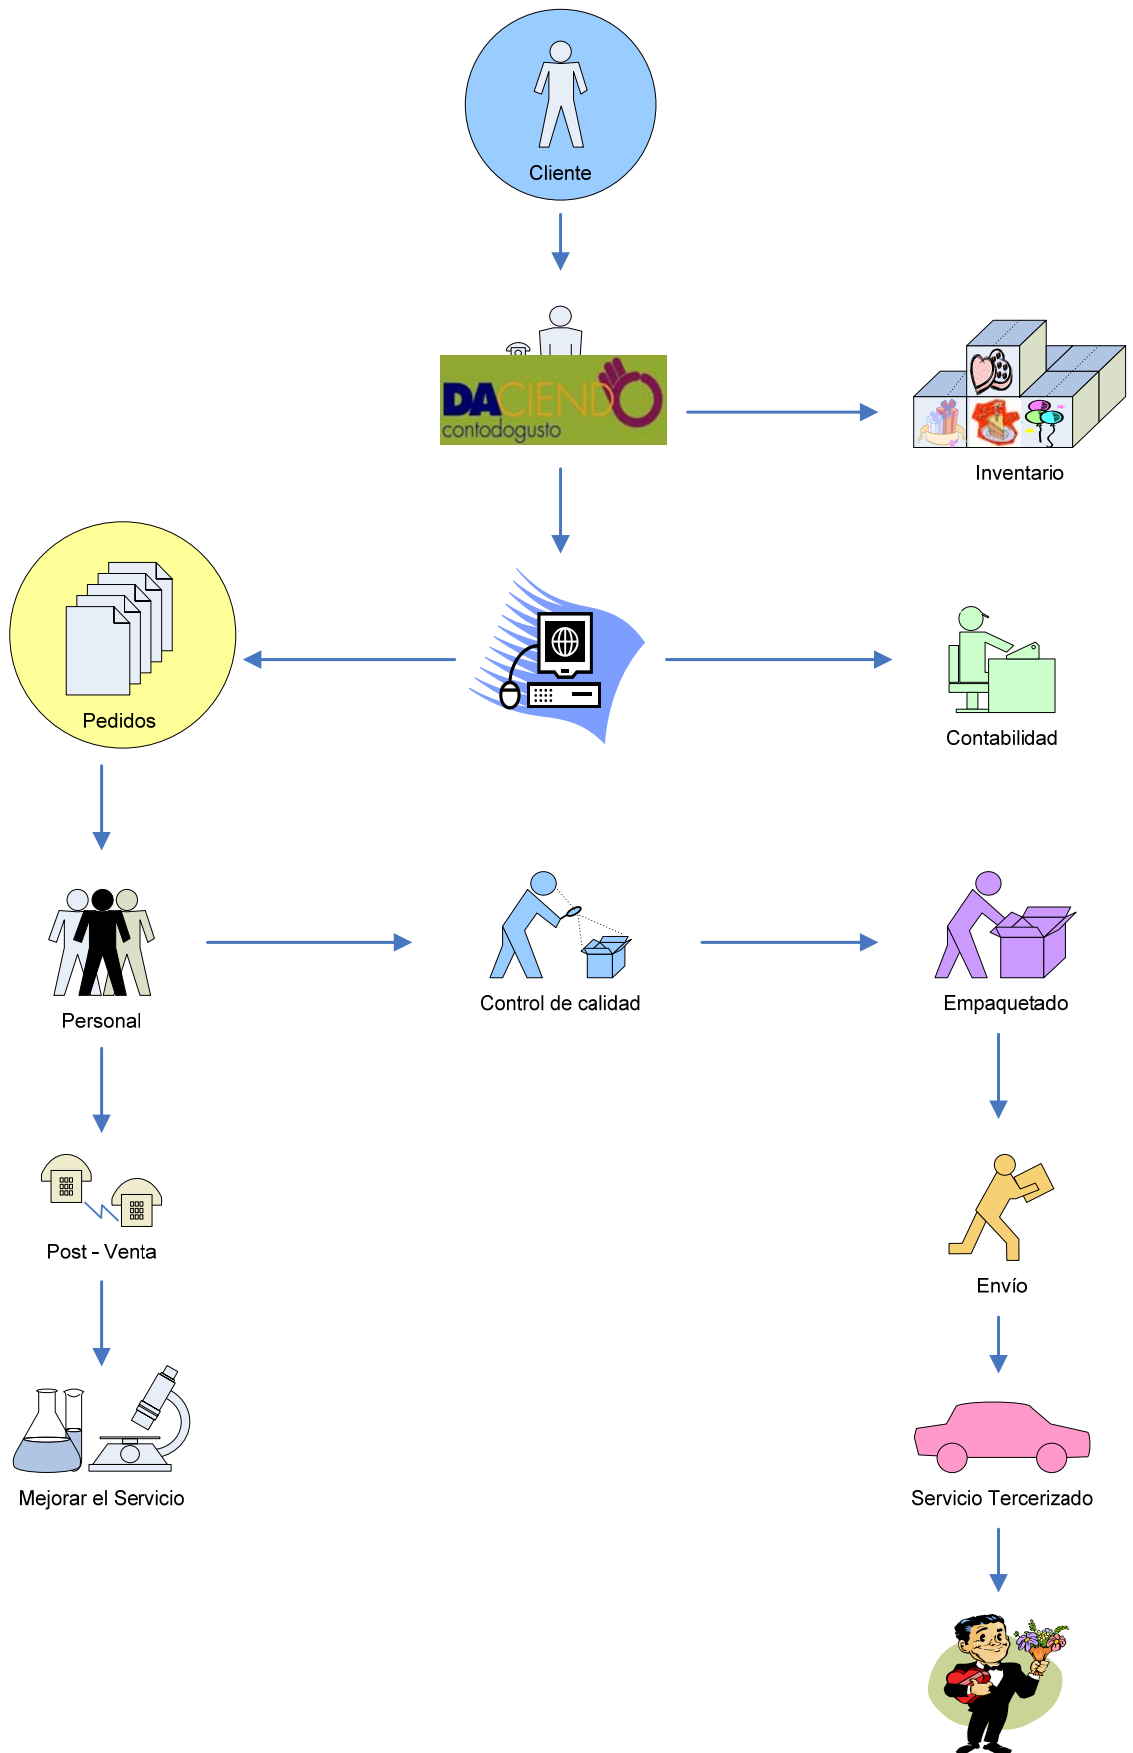 Cliente
DACIENDO
contodogusto
Inventario
Pedidos
Contabilidad
Personal
Control de calidad
Empaquetado
Post - Venta
Envío
Mejorar el Servicio
Servicio Tercerizado